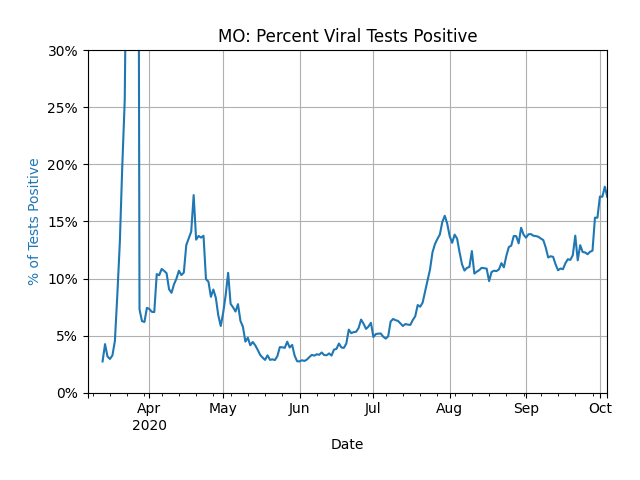 MO: Percent Viral Tests Positive
30%
25%
20%
15%
10%
5%
0%
% of Tests Positive
Apr May Jun Jul Aug Sep Oct
2020
Date